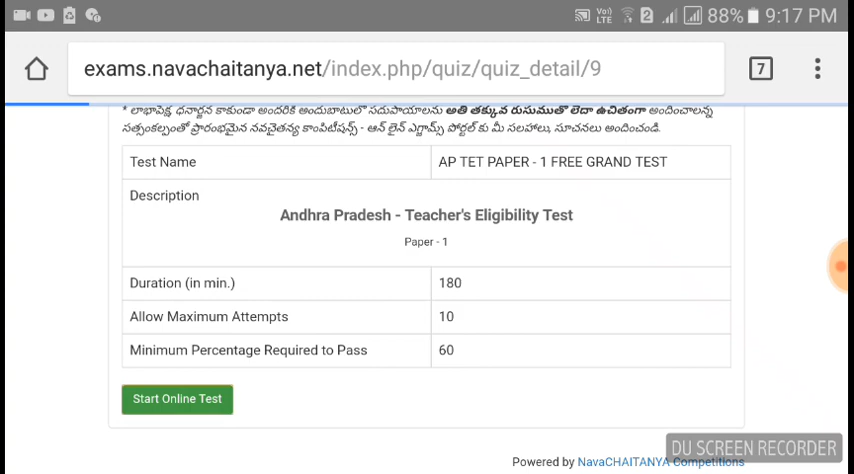 Vo))
LTE
2
88%
9:17 PM
exams.navachaitanya.net/index.php/quiz/quiz_detail/9
7
* లాభాపేక్ష, ధనార్జన కాకుండా అందరికి అందుబాటులో సదుపాయాలను అతి తక్కువ రుసుముతో లేదా ఉచితంగా అందించాలన్న
సత్సంకల్పంతో ప్రారంభమైన నవచైతన్య కాంపిటీషన్స్ - ఆన్ లైన్ ఎగ్జామ్స్ పోర్టల్ కు మీ సలహాలు, సూచనలు అందించండి.
Test Name
AP TET PAPER - 1 FREE GRAND TEST
Description
Andhra Pradesh - Teacher's Eligibility Test
Paper - 1
Duration (in min.)
180
Allow Maximum Attempts
10
Minimum Percentage Required to Pass
60
Start Online Test
DU SCREEN RECORDER
Powered by NavaCHAITANYA Competitions